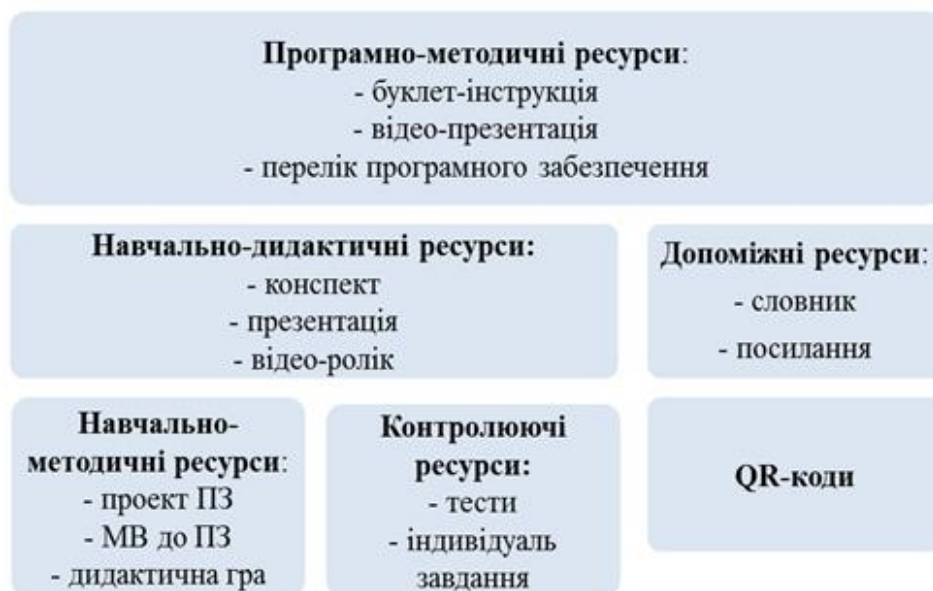 Програмно-методичні ресурси:
- буклет-інструкція
- відео-презентація
- перелік програмного забезпечення
Навчально-дидактичні ресурси:
- конспект
- презентація
- відео-ролік
Допоміжні ресурси:
- словник
- посилання
Навчально-
методичні ресурси:
- проект ПЗ
- МВ до ПЗ
- дидактична гра
Контролюючі
ресурси:
- тести
- індивідуаль
завдання
QR-коди